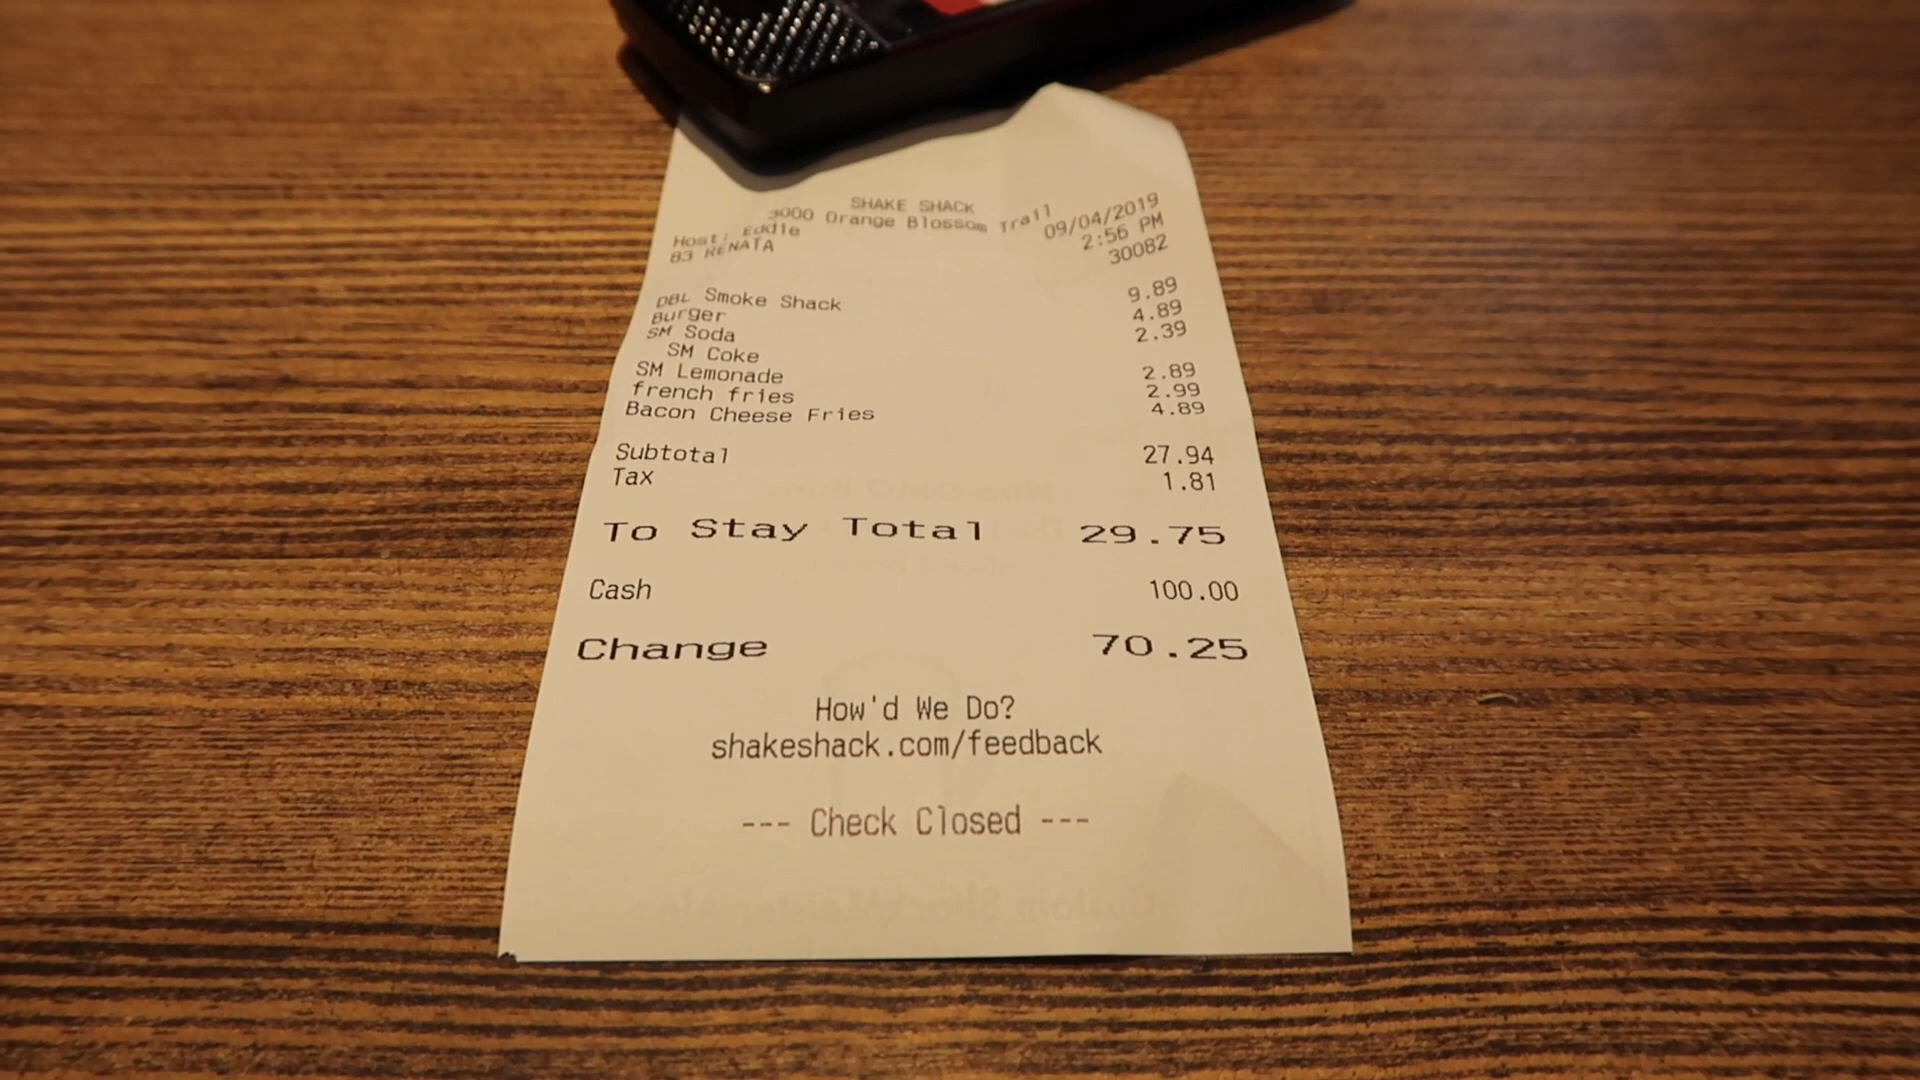 SHAKE SHACK
3000 Orange Blossom Trail
Host: Eddie 09/04/2019
83 RENATA 2:56 PM
30082
DBL Smoke Shack 9.89
Burger 4.89
SM Soda 2.39
SM Coke
SM Lemonade 2.89
french fries 2.99
Bacon Cheese Fries 4.89
Subtotal 27.94
Tax 1.81
To Stay Total 29.75
Cash 100.00
Change 70.25
How'd We Do?
shakeshack.com/feedback
--- Check Closed ---